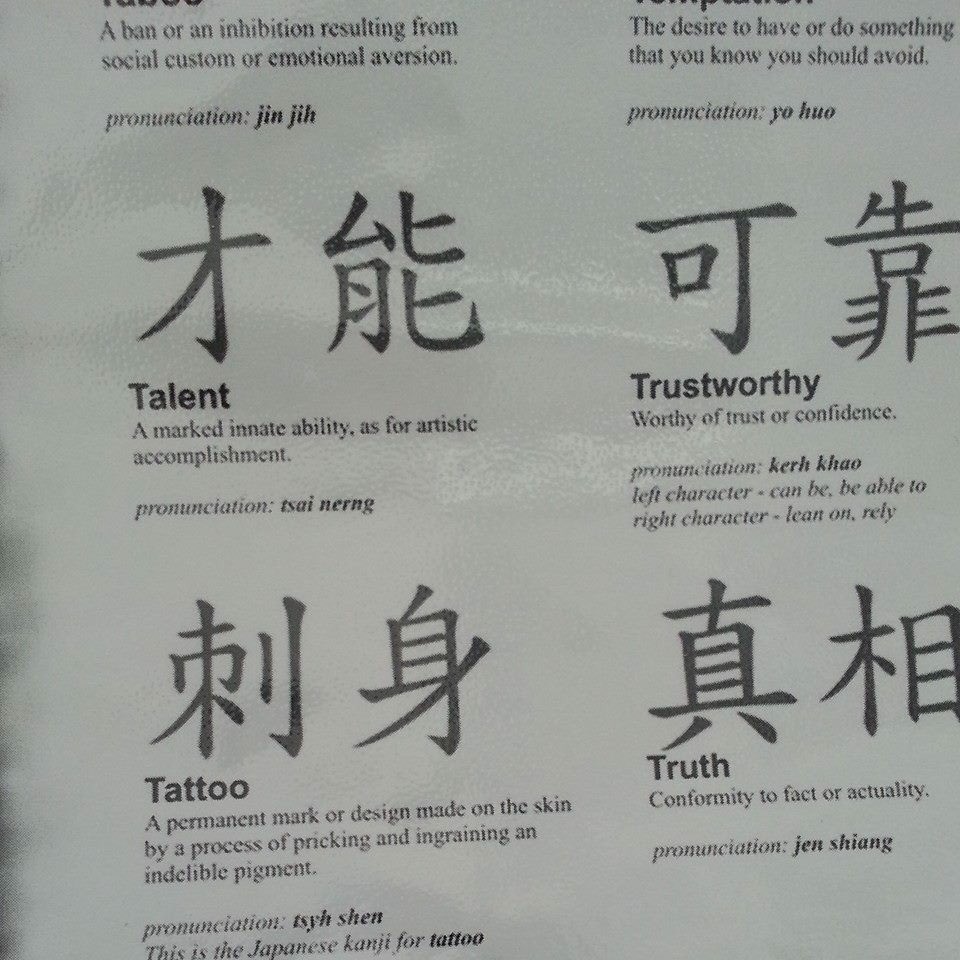 Taboo
A ban or an inhibition resulting from
social custom or emotional aversion.
pronunciation: jin jih
Temptation
The desire to have or do something
that you know you should avoid.
pronunciation: yo huo
才能
Talent
A marked innate ability, as for artistic
accomplishment.
pronunciation: tsai nerng
可靠
Trustworthy
Worthy of trust or confidence.
pronunciation: kerh khao
left character - can be, be able to
right character - lean on, rely
刺身
Tattoo
A permanent mark or design made on the skin
by a process of pricking and ingraining an
indelible pigment.
pronunciation: tsyh shen
This is the Japanese kanji for tattoo
真相
Truth
Conformity to fact or actuality.
pronunciation: jen shiang